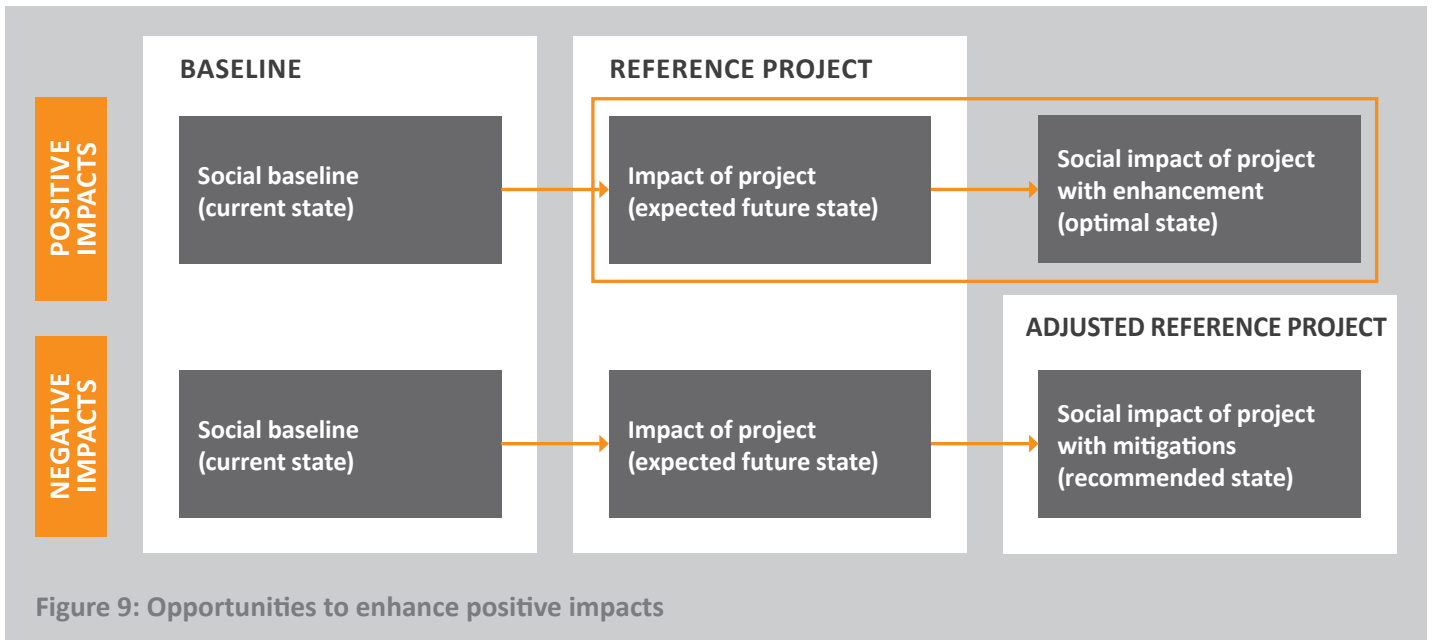 BASELINE
REFERENCE PROJECT
POSITIVE
IMPACTS
Social baseline
(current state)
Impact of project
(expected future state)
Social impact of project
with enhancement
(optimal state)
ADJUSTED REFERENCE PROJECT
NEGATIVE
IMPACTS
Social baseline
(current state)
Impact of project
(expected future state)
Social impact of project
with mitigations
(recommended state)
Figure 9: Opportunities to enhance positive impacts